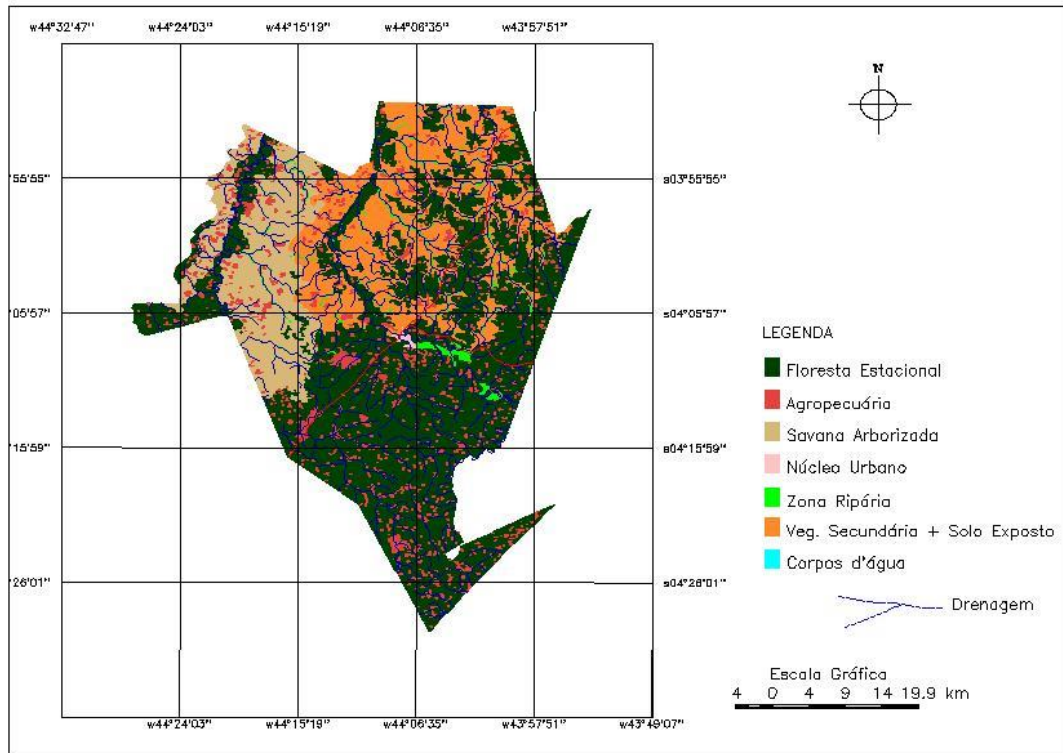 w44°32'47" w44°24'03" w44°15'19" w44°06'35" w43°57'51"
N
'55'55" s03°55'55"
'05'57" s04°05'57"
'15'59" s04°15'59"
'26'01" s04°26'01"
w44°24'03" w44°15'19" w44°06'35" w43°57'51" w43°49'07"
LEGENDA
Floresta Estacional
Agropecuária
Savana Arborizada
Núcleo Urbano
Zona Ripária
Veg. Secundária + Solo Exposto
Corpos d'água
Drenagem
Escala Gráfica
4 0 4 9 14 19.9 km